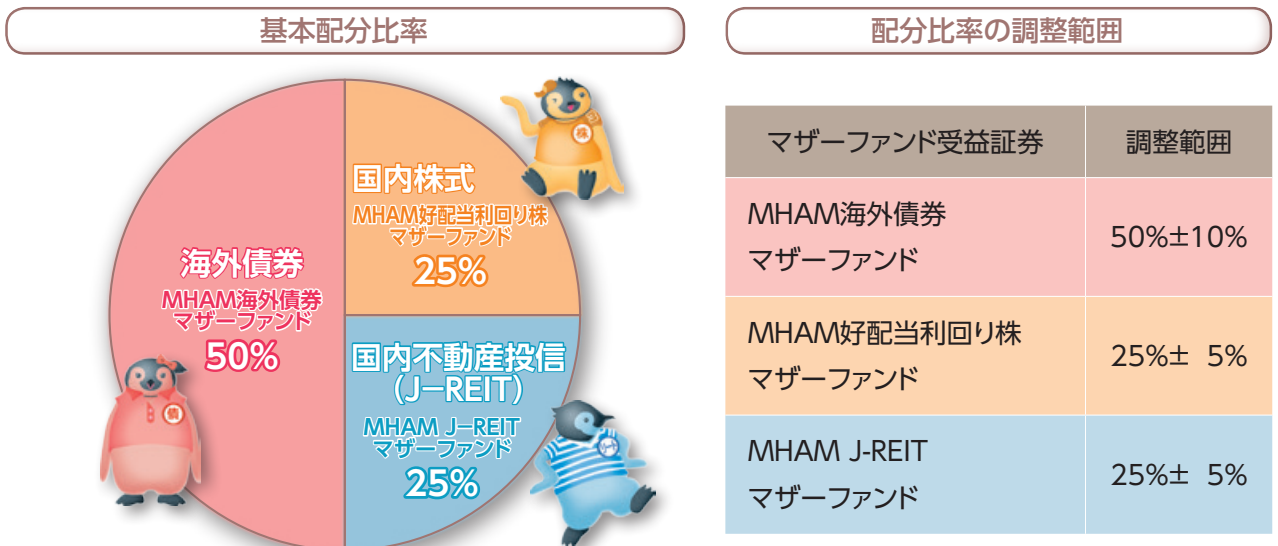 基本配分比率
国内株式
MHAM好配当利回り株
マザーファンド
25%
海外債券
MHAM海外債券
マザーファンド
50%
国内不動産投信
(J−REIT)
MHAM J−REIT
マザーファンド
25%
株
債
リート
配分比率の調整範囲
マザーファンド受益証券 調整範囲
MHAM海外債券
マザーファンド
50%±10%
MHAM好配当利回り株
マザーファンド
25%± 5%
MHAM J-REIT
マザーファンド
25%± 5%